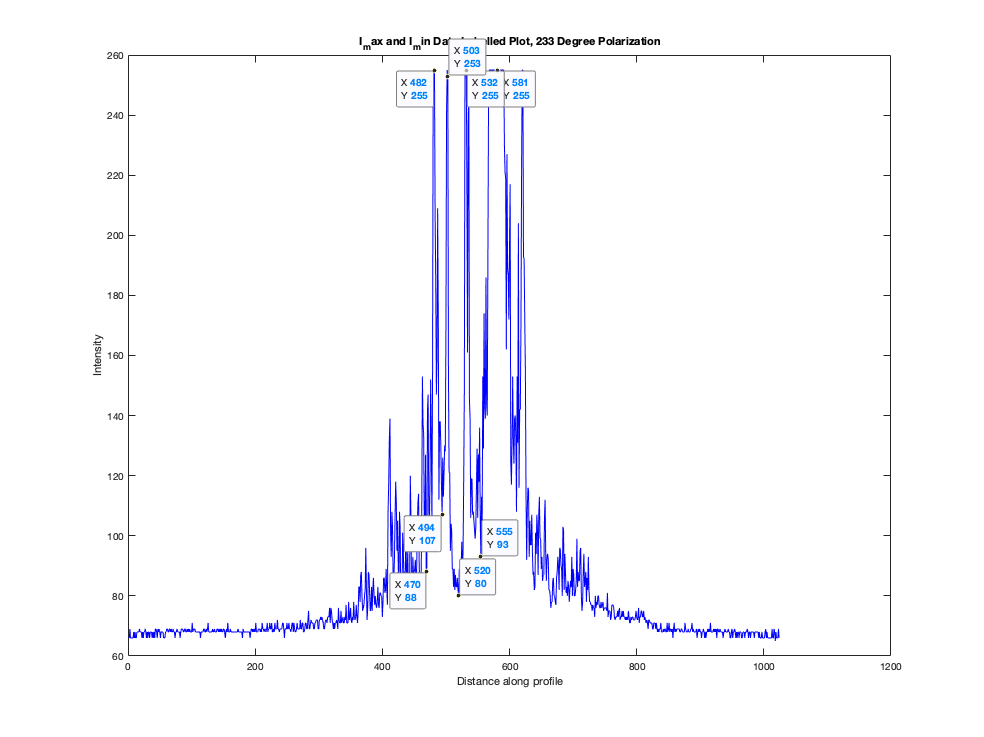 I_max and I_min Da lled Plot, 233 Degree Polarization
X 503
Y 253
X 482
Y 255
X 532
Y 255
X 581
Y 255
X 494
Y 107
X 555
Y 93
X 470
Y 88
X 520
Y 80
260
240
220
200
180
160
140
120
100
80
60
Intensity
0
200
400
600
800
1000
1200
Distance along profile